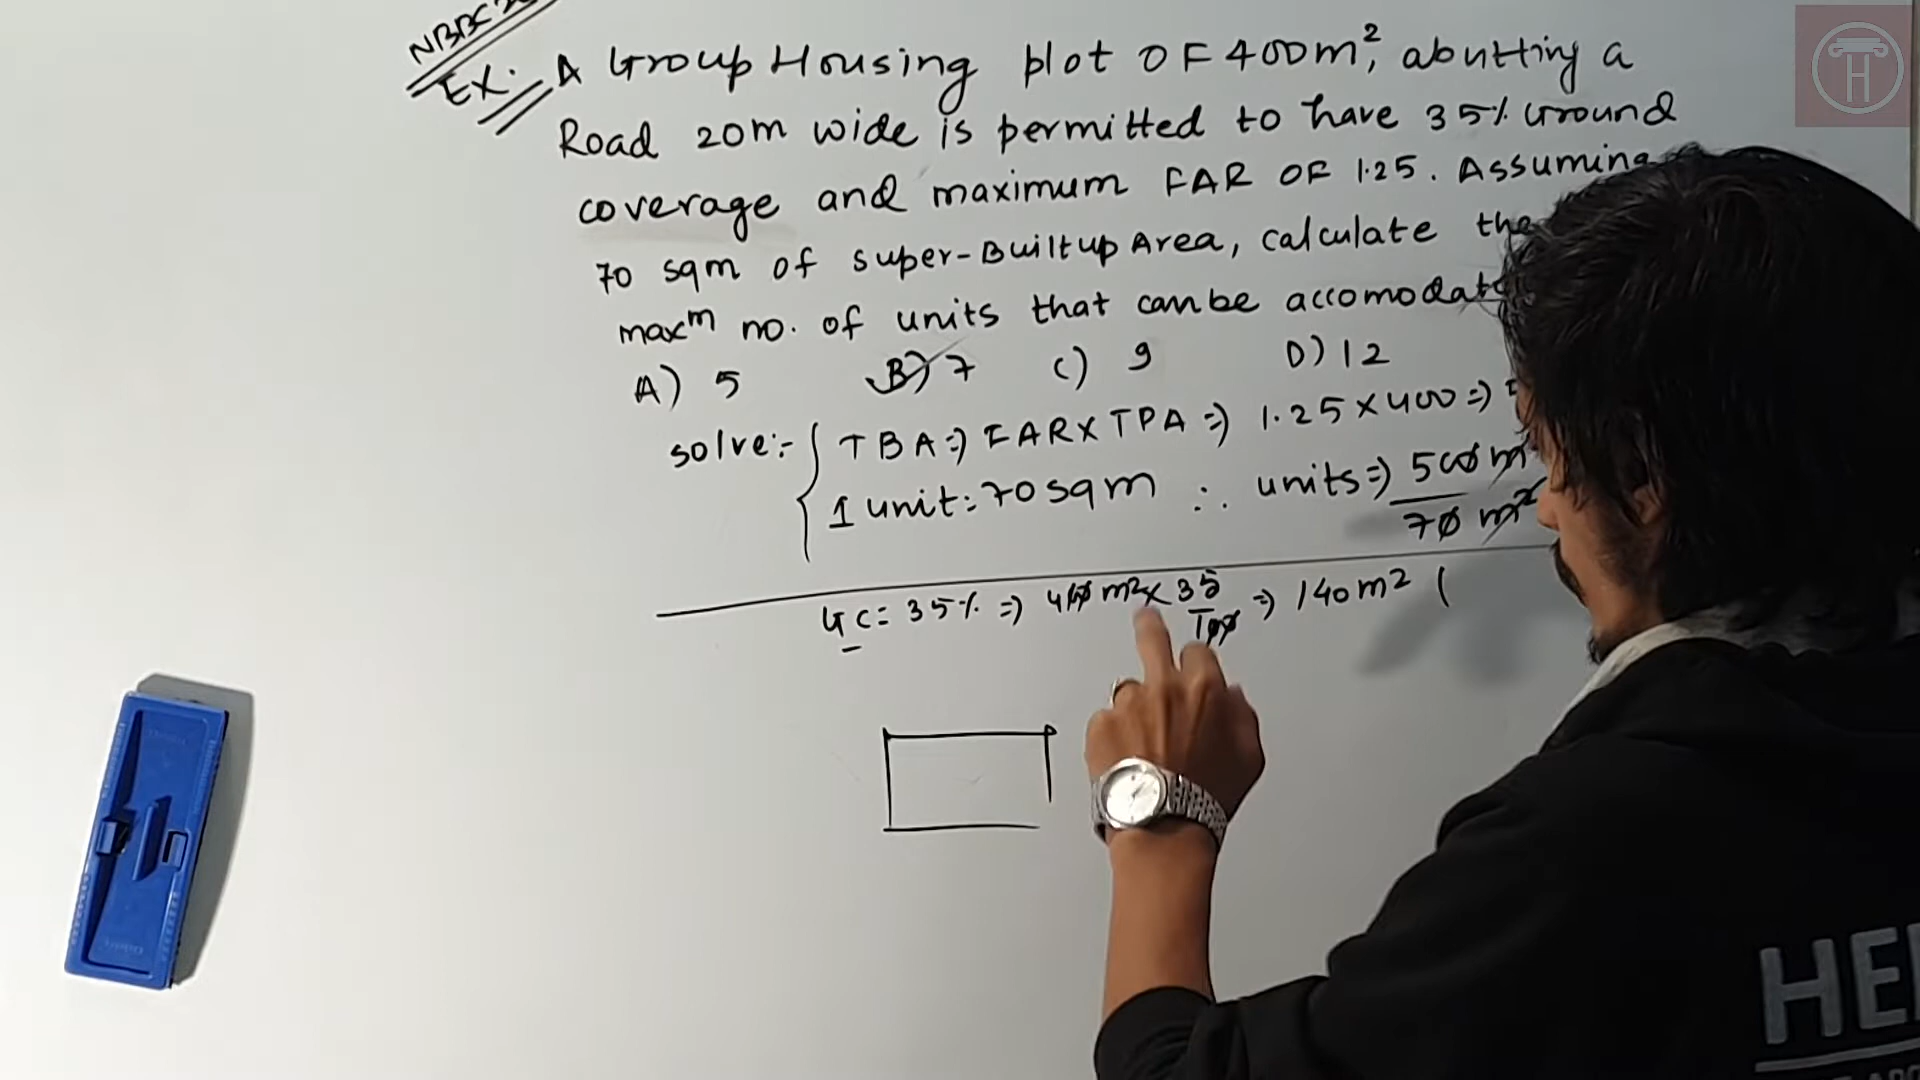 NBBC
EX:- A Group Housing plot OF 400m², abutting a
Road 20m wide is permitted to have 35% Ground
coverage and maximum FAR OF 1.25. Assuming
70 sqm of super-Builtup Area, calculate the
maxᵐ no. of units that can be accomodat
A) 5 B) 7 C) 9 D) 12
solve:- TBA => FAR X TPA => 1.25 X 400 =>
1 unit: 70 sqm ∴ units => 500 m / 70 m²
GC = 35% => 400 m² x 35 / 100 => 140 m² (
H
HE